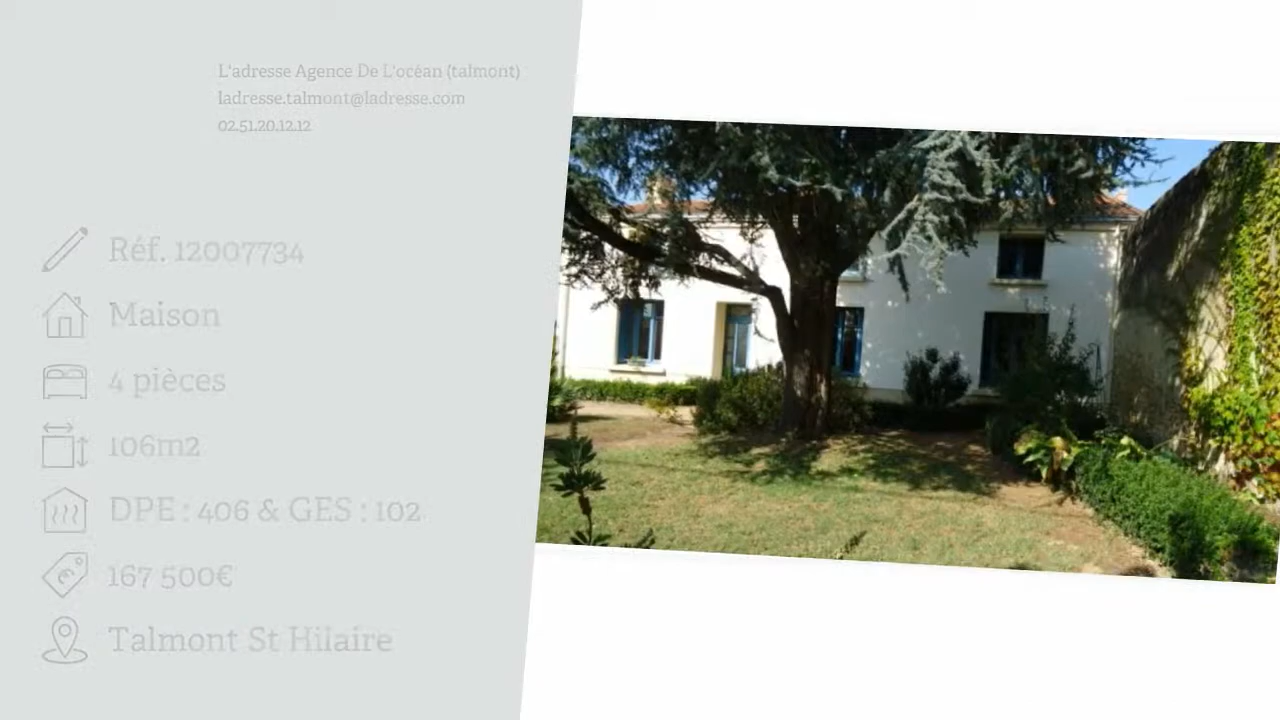 L'adresse Agence De L'océan (talmont)
ladresse.talmont@ladresse.com
02.51.20.12.12
Réf. 12007734
Maison
4 pièces
106m2
DPE : 406 & GES : 102
167 500€
Talmont St Hilaire